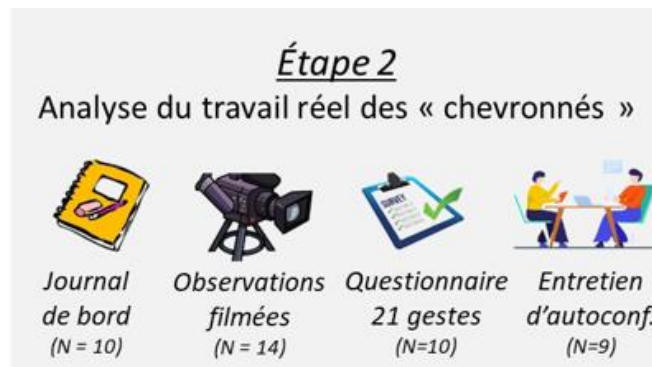 Étape 2
Analyse du travail réel des « chevronnés »
SURVEY
Journal
de bord
(N = 10)
Observations
filmées
(N = 14)
Questionnaire
21 gestes
(N=10)
Entretien
d’autoconf.
(N=9)